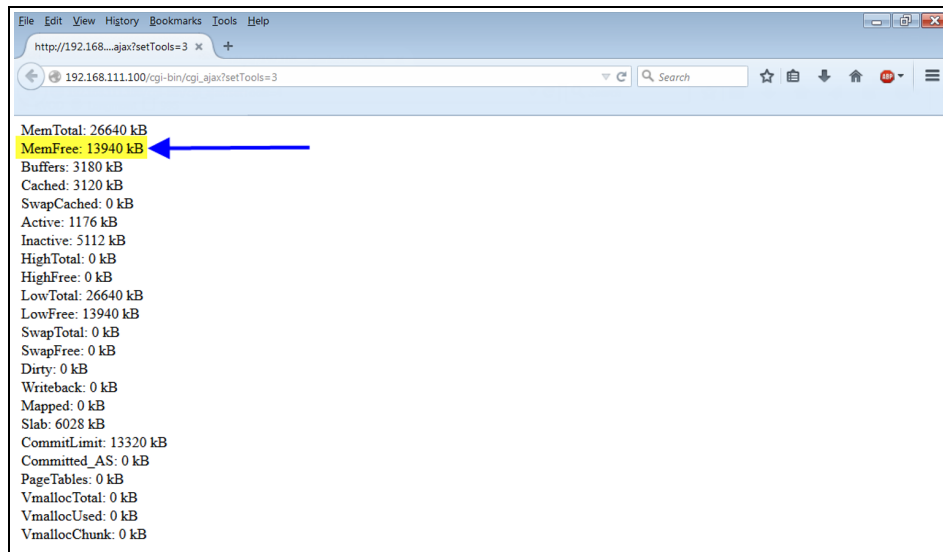 File Edit View History Bookmarks Tools Help
http://192.168....ajax?setTools=3 × +
192.168.111.100/cgi-bin/cgi_ajax?setTools=3
Search
ABP
MemTotal: 26640 kB
MemFree: 13940 kB
Buffers: 3180 kB
Cached: 3120 kB
SwapCached: 0 kB
Active: 1176 kB
Inactive: 5112 kB
HighTotal: 0 kB
HighFree: 0 kB
LowTotal: 26640 kB
LowFree: 13940 kB
SwapTotal: 0 kB
SwapFree: 0 kB
Dirty: 0 kB
Writeback: 0 kB
Mapped: 0 kB
Slab: 6028 kB
CommitLimit: 13320 kB
Committed_AS: 0 kB
PageTables: 0 kB
VmallocTotal: 0 kB
VmallocUsed: 0 kB
VmallocChunk: 0 kB